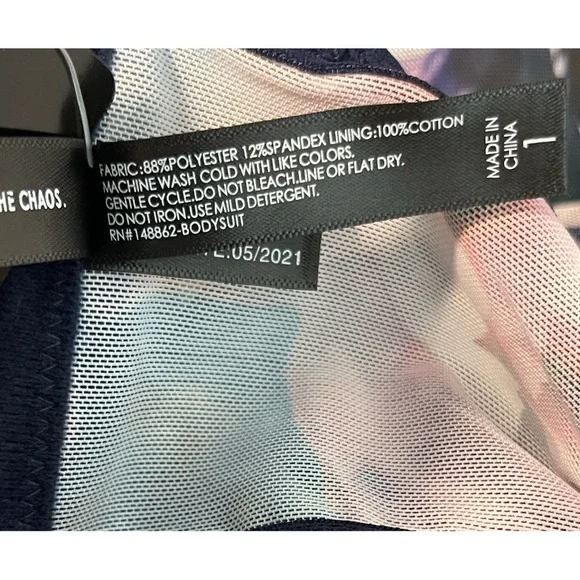 HE CHAOS.
FABRIC:88%POLYESTER 12%SPANDEX LINING:100%COTTON
MACHINE WASH COLD WITH LIKE COLORS.
GENTLE CYCLE.DO NOT BLEACH.LINE OR FLAT DRY.
DO NOT IRON.USE MILD DETERGENT.
RN#148862-BODYSUIT
MADE IN
CHINA
1
05/2021